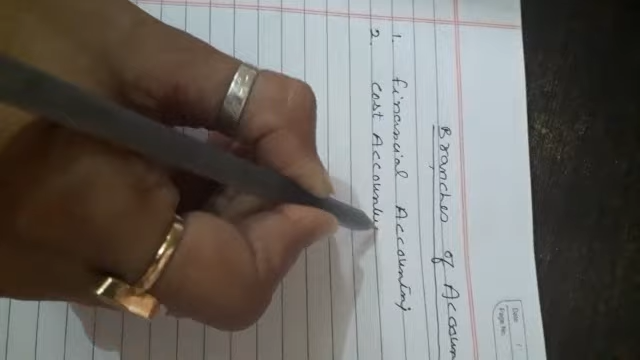 Date
Page No.
Branches of Accoun
1. Financial Accounting
2. Cost Accountin